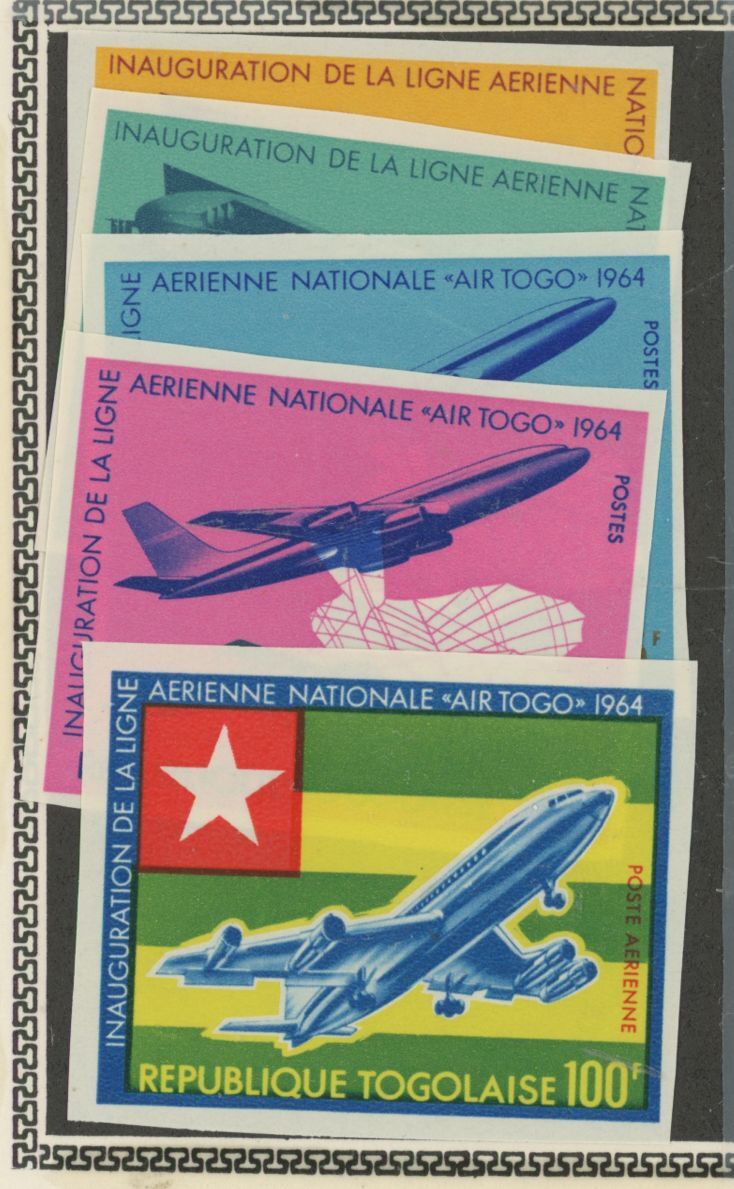 INAUGURATION DE LA LIGNE AERIENNE
INAUGURATION DE LA LIGNE AERIENNE
AERIENNE NATIONALE «AIR TOGO» 1964
POSTES
AERIENNE NATIONALE «AIR TOGO» 1964
INAUGURATION DE LA LIGNE
POSTES
F
AERIENNE NATIONALE «AIR TOGO» 1964
INAUGURATION DE LA LIGNE
POSTE AERIENNE
REPUBLIQUE TOGOLAISE 100F